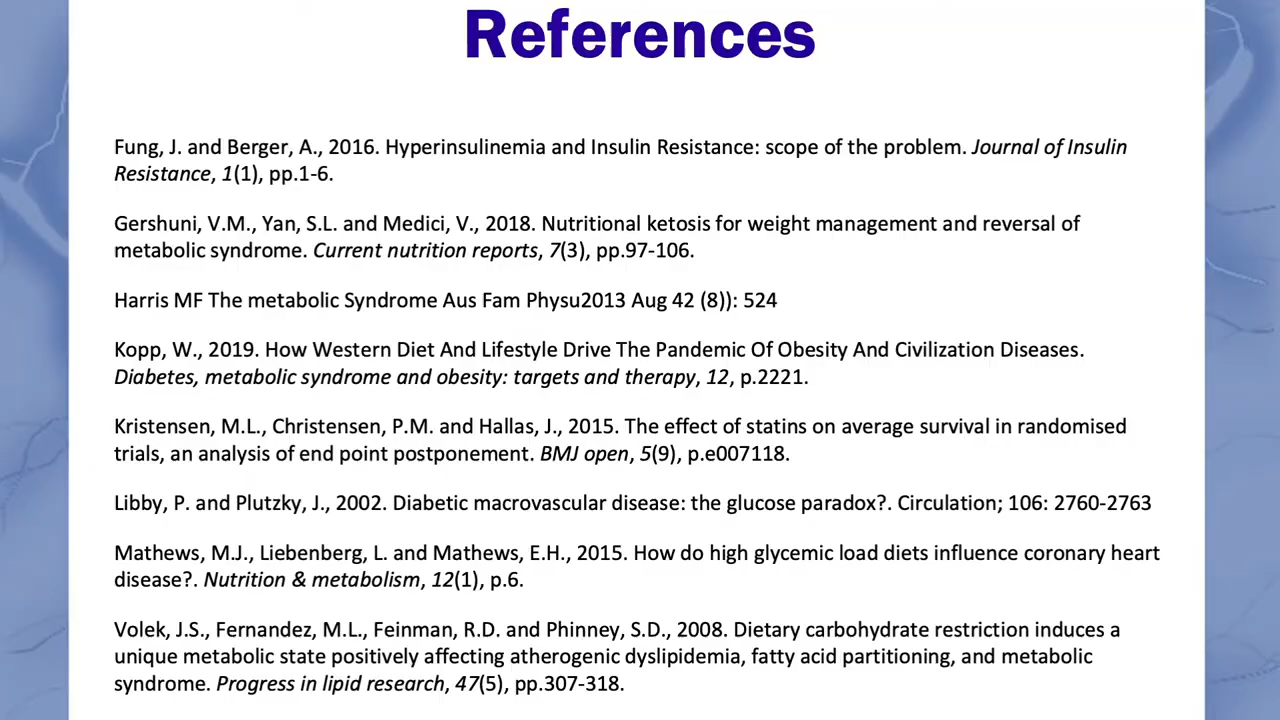 References
Fung, J. and Berger, A., 2016. Hyperinsulinemia and Insulin Resistance: scope of the problem. Journal of Insulin
Resistance, 1(1), pp.1-6.
Gershuni, V.M., Yan, S.L. and Medici, V., 2018. Nutritional ketosis for weight management and reversal of
metabolic syndrome. Current nutrition reports, 7(3), pp.97-106.
Harris MF The metabolic Syndrome Aus Fam Physu2013 Aug 42 (8)): 524
Kopp, W., 2019. How Western Diet And Lifestyle Drive The Pandemic Of Obesity And Civilization Diseases.
Diabetes, metabolic syndrome and obesity: targets and therapy, 12, p.2221.
Kristensen, M.L., Christensen, P.M. and Hallas, J., 2015. The effect of statins on average survival in randomised
trials, an analysis of end point postponement. BMJ open, 5(9), p.e007118.
Libby, P. and Plutzky, J., 2002. Diabetic macrovascular disease: the glucose paradox?. Circulation; 106: 2760-2763
Mathews, M.J., Liebenberg, L. and Mathews, E.H., 2015. How do high glycemic load diets influence coronary heart
disease?. Nutrition & metabolism, 12(1), p.6.
Volek, J.S., Fernandez, M.L., Feinman, R.D. and Phinney, S.D., 2008. Dietary carbohydrate restriction induces a
unique metabolic state positively affecting atherogenic dyslipidemia, fatty acid partitioning, and metabolic
syndrome. Progress in lipid research, 47(5), pp.307-318.